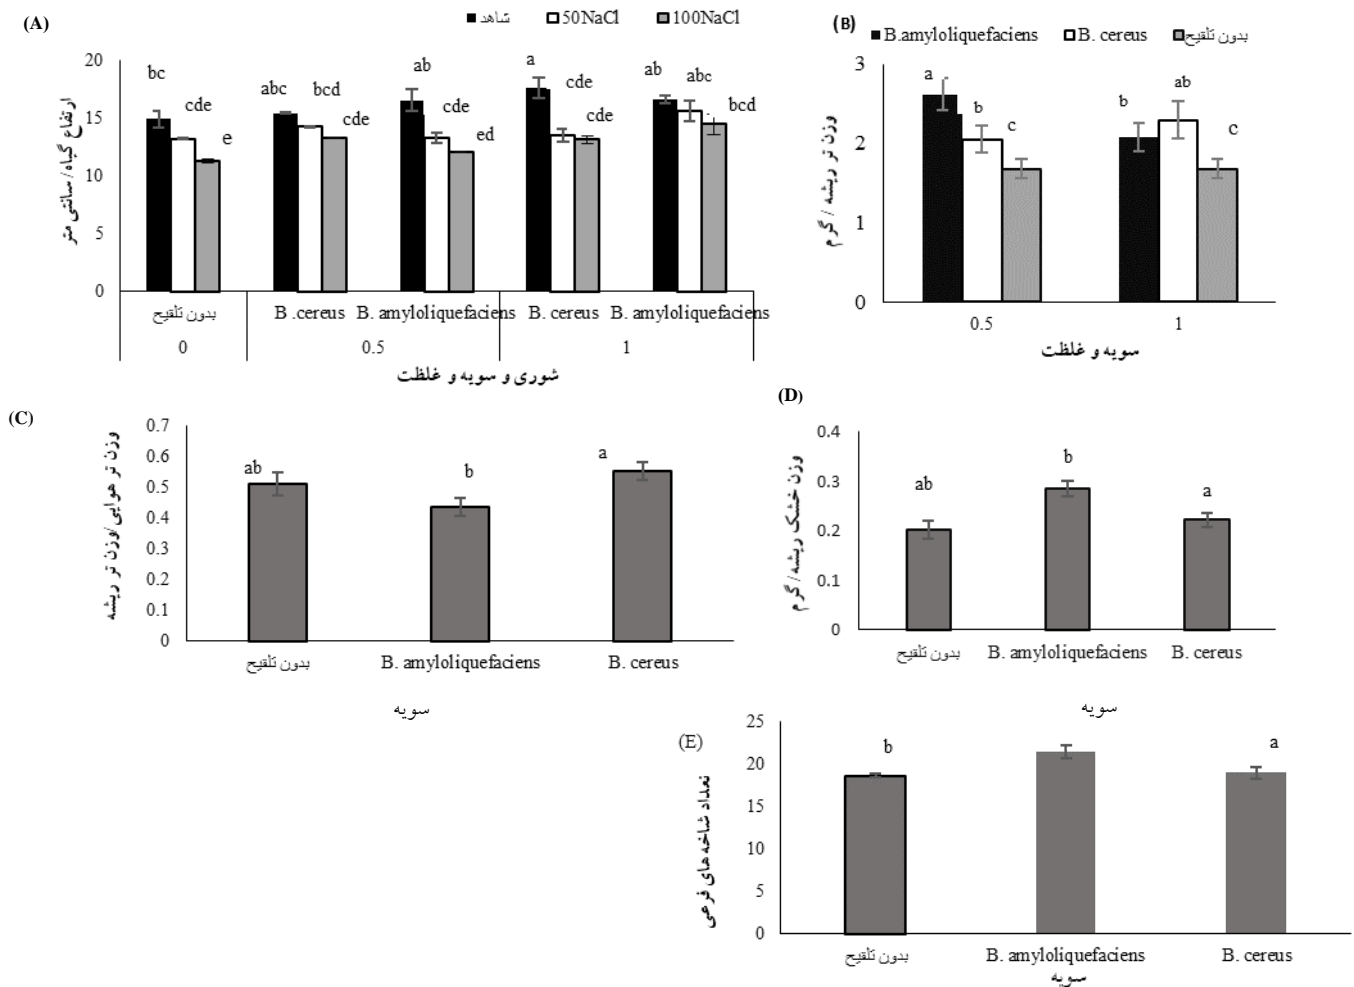 (A)
شاهد 50NaCl 100NaCl
ارتفاع گیاه/ سانتی متر
20
15
10
5
0
bc cde e
abc bcd cde
ab cde ed
a cde cde
ab abc bcd
بدون تلقیح B .cereus B. amyloliquefaciens B. cereus B. amyloliquefaciens
0 0.5 1
شوری و سویه و غلظت
(B)
B.amyloliquefaciens B. cereus بدون تلقیح
وزن تر ریشه / گرم
3
2
1
0
a b c
b ab c
0.5 1
سویه و غلظت
(C)
وزن تر هوایی/وزن تر ریشه
0.7
0.6
0.5
0.4
0.3
0.2
0.1
0
ab b a
بدون تلقیح B. amyloliquefaciens B. cereus
سویه
(D)
وزن خشک ریشه/ گرم
0.4
0.3
0.2
0.1
0
ab b a
بدون تلقیح B. amyloliquefaciens B. cereus
سویه
(E)
تعداد شاخه های فرعی
25
20
15
10
5
0
b a
بدون تلقیح B. amyloliquefaciens B. cereus
سویه